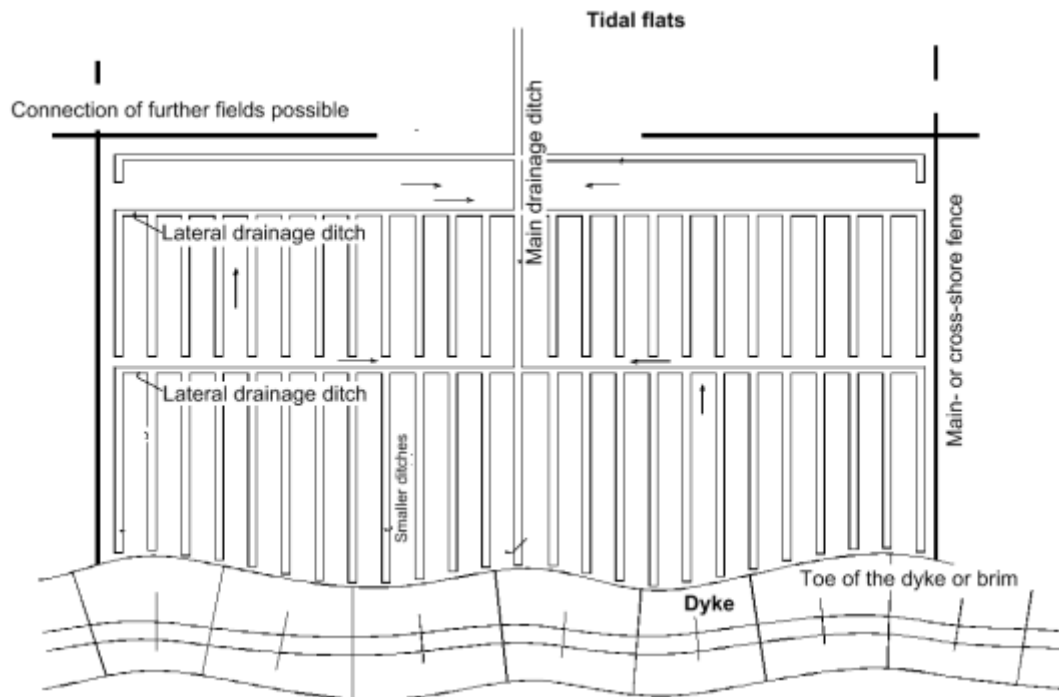 Tidal flats
Connection of further fields possible
Main drainage ditch
Lateral drainage ditch
Main- or cross-shore fence
Lateral drainage ditch
Smaller ditches
Toe of the dyke or brim
Dyke